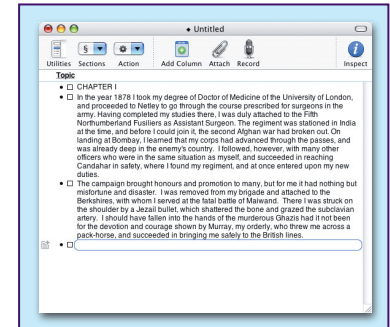 Untitled
Utilities Sections Action Add Column Attach Record Inspect
Topic
CHAPTER I
In the year 1878 I took my degree of Doctor of Medicine of the University of London,
and proceeded to Netley to go through the course prescribed for surgeons in the
army. Having completed my studies there, I was duly attached to the Fifth
Northumberland Fusiliers as Assistant Surgeon. The regiment was stationed in India
at the time, and before I could join it, the second Afghan war had broken out. On
landing at Bombay, I learned that my corps had advanced through the passes, and
was already deep in the enemy's country. I followed, however, with many other
officers who were in the same situation as myself, and succeeded in reaching
Candahar in safety, where I found my regiment, and at once entered upon my new
duties.
The campaign brought honours and promotion to many, but for me it had nothing but
misfortune and disaster. I was removed from my brigade and attached to the
Berkshires, with whom I served at the fatal battle of Maiwand. There I was struck on
the shoulder by a Jezail bullet, which shattered the bone and grazed the subclavian
artery. I should have fallen into the hands of the murderous Ghazis had it not been
for the devotion and courage shown by Murray, my orderly, who threw me across a
pack-horse, and succeeded in bringing me safely to the British lines.